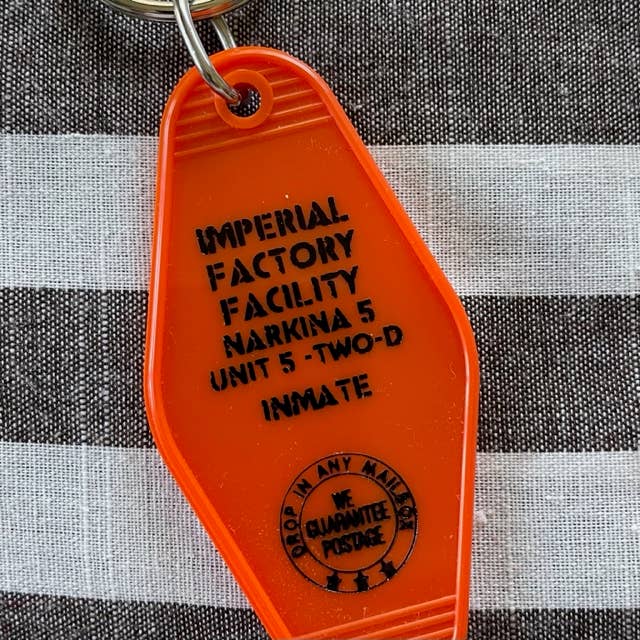 IMPERIAL
FACTORY
FACILITY
NARKINA 5
UNIT 5 -TWO-D
INMATE
DROP IN ANY MAILBOX
WE
GUARANTEE
POSTAGE